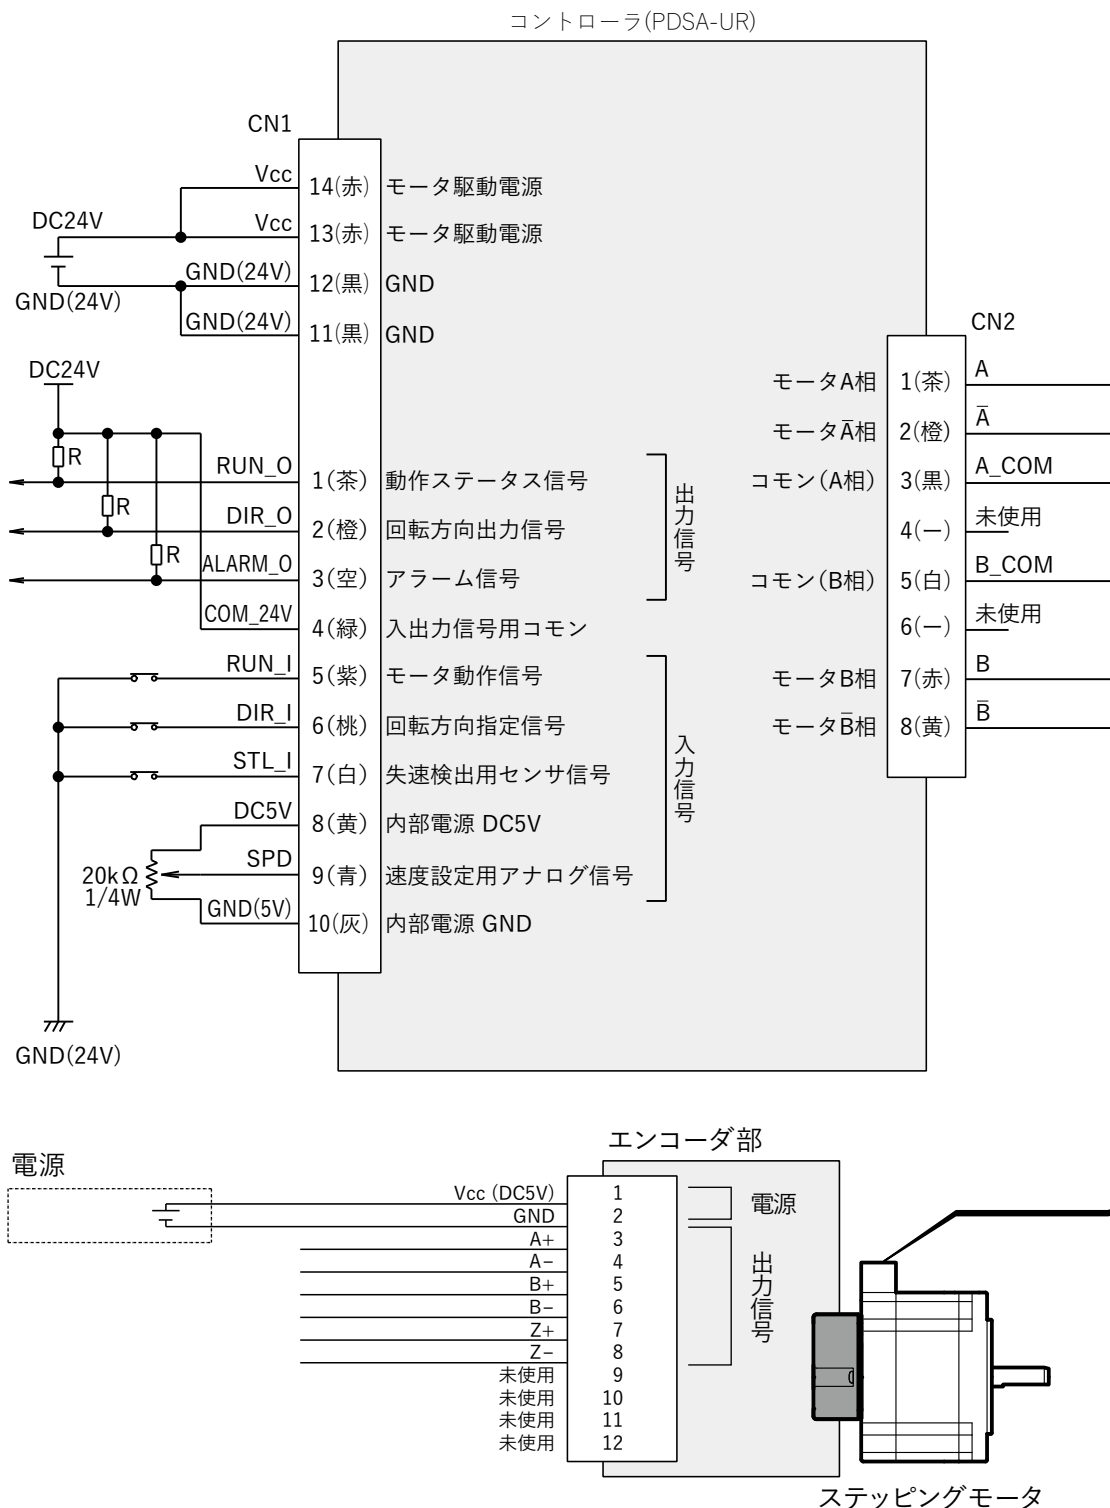 コントローラ(PDSA-UR)
CN1
Vcc 14(赤) モータ駆動電源
DC24V
Vcc 13(赤) モータ駆動電源
GND(24V) 12(黒) GND
GND(24V)
GND(24V) 11(黒) GND
DC24V
R
RUN_O 1(茶) 動作ステータス信号
R
DIR_O 2(橙) 回転方向出力信号
R
ALARM_O 3(空) アラーム信号
出力信号
COM_24V 4(緑) 入出力信号用コモン
RUN_I 5(紫) モータ動作信号
DIR_I 6(桃) 回転方向指定信号
STL_I 7(白) 失速検出用センサ信号
入力信号
DC5V 8(黄) 内部電源 DC5V
20kΩ
1/4W
SPD 9(青) 速度設定用アナログ信号
GND(5V) 10(灰) 内部電源 GND
GND(24V)
CN2
モータA相 1(茶) A
モータA̅相 2(橙) A̅
コモン(A相) 3(黒) A_COM
4(ー) 未使用
コモン(B相) 5(白) B_COM
6(ー) 未使用
モータB相 7(赤) B
モータB̅相 8(黄) B̅
エンコーダ部
電源
Vcc (DC5V) 1
GND 2
電源
A+ 3
A− 4
B+ 5
B− 6
Z+ 7
Z− 8
出力信号
未使用 9
未使用 10
未使用 11
未使用 12
ステッピングモータ